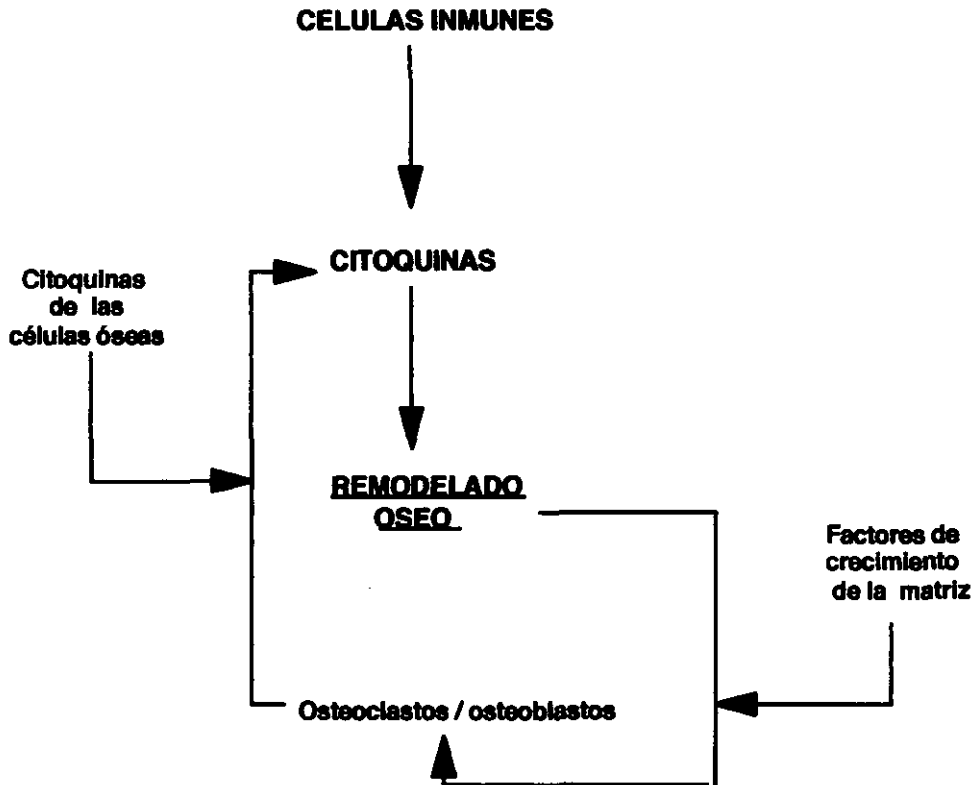 CELULAS INMUNES
CITOQUINAS
Citoquinas
de las
células óseas
REMODELADO
OSEO
Factores de
crecimiento
de la matriz
Osteoclastos / osteoblastos